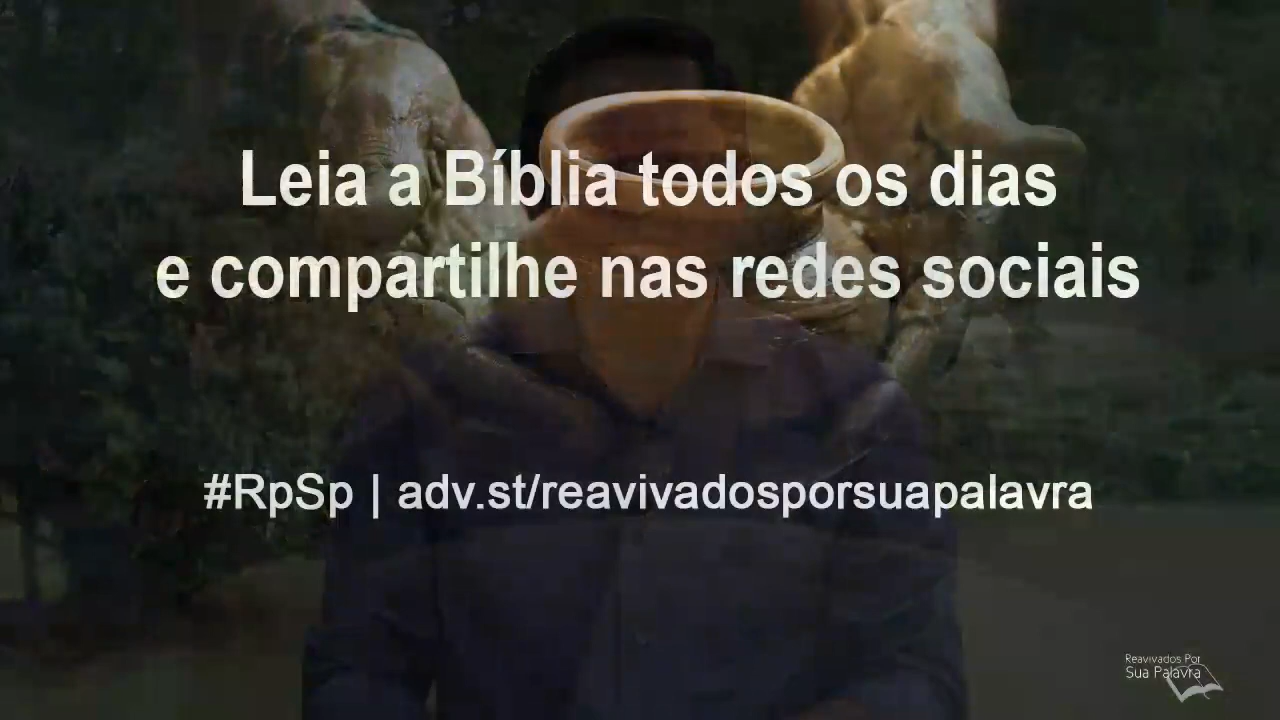 Leia a Bíblia todos os dias
e compartilhe nas redes sociais
#RpSp | adv.st/reavivadosporsuapalavra
Reavivados Por
Sua Palavra